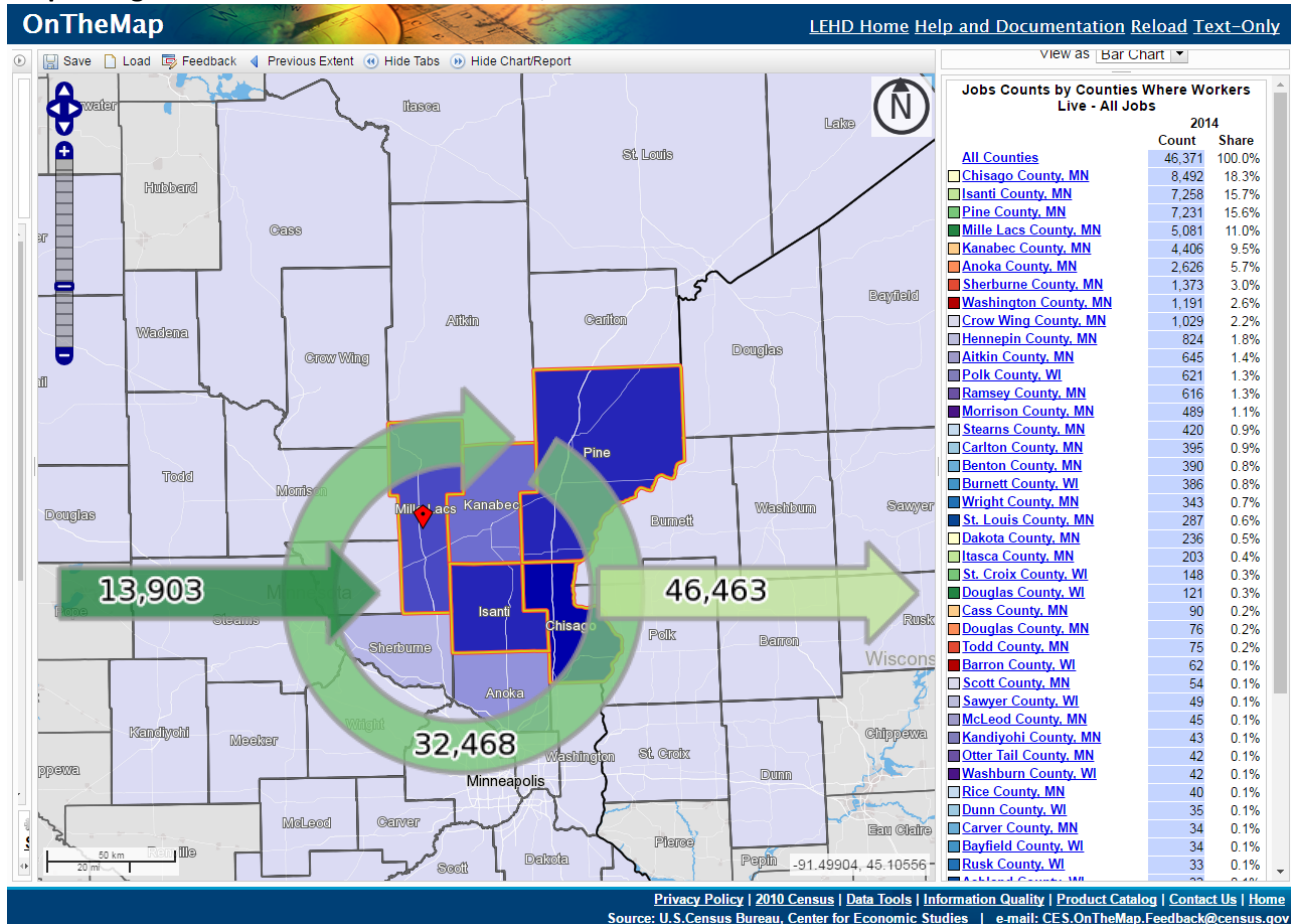 OnTheMap
LEHD Home Help and Documentation Reload Text-Only
Save Load Feedback Previous Extent Hide Tabs Hide Chart/Report
View as Bar Chart
N
Itasca
Lake
St. Louis
Hubbard
Cass
Bayfield
Aitkin
Carlton
Wadena
Douglas
Crow Wing
Pine
Todd
Morrison
Mille Lacs
Kanabec
Burnett
Washburn
Sawyer
Douglas
13,903
46,463
Isanti
Chisago
Stearns
Rusk
Sherburne
Polk
Barron
Wiscons
Anoka
Kandiyohi
Meeker
Wright
32,468
Washington
St. Croix
Chippewa
Dunn
Minneapolis
McLeod
Carver
Eau Claire
Pierce
50 km
20 mi
Scott
Dakota
Pepin
-91.49904, 45.10556
Jobs Counts by Counties Where Workers
Live - All Jobs
2014
Count Share
All Counties 46,371 100.0%
Chisago County, MN 8,492 18.3%
Isanti County, MN 7,258 15.7%
Pine County, MN 7,231 15.6%
Mille Lacs County, MN 5,081 11.0%
Kanabec County, MN 4,406 9.5%
Anoka County, MN 2,626 5.7%
Sherburne County, MN 1,373 3.0%
Washington County, MN 1,191 2.6%
Crow Wing County, MN 1,029 2.2%
Hennepin County, MN 824 1.8%
Aitkin County, MN 645 1.4%
Polk County, WI 621 1.3%
Ramsey County, MN 616 1.3%
Morrison County, MN 489 1.1%
Stearns County, MN 420 0.9%
Carlton County, MN 395 0.9%
Benton County, MN 390 0.8%
Burnett County, WI 386 0.8%
Wright County, MN 343 0.7%
St. Louis County, MN 287 0.6%
Dakota County, MN 236 0.5%
Itasca County, MN 203 0.4%
St. Croix County, WI 148 0.3%
Douglas County, WI 121 0.3%
Cass County, MN 90 0.2%
Douglas County, MN 76 0.2%
Todd County, MN 75 0.2%
Barron County, WI 62 0.1%
Scott County, MN 54 0.1%
Sawyer County, WI 49 0.1%
McLeod County, MN 45 0.1%
Kandiyohi County, MN 43 0.1%
Otter Tail County, MN 42 0.1%
Washburn County, WI 42 0.1%
Rice County, MN 40 0.1%
Dunn County, WI 35 0.1%
Carver County, MN 34 0.1%
Bayfield County, WI 34 0.1%
Rusk County, WI 33 0.1%
Privacy Policy | 2010 Census | Data Tools | Information Quality | Product Catalog | Contact Us | Home
Source: U.S.Census Bureau, Center for Economic Studies | e-mail: CES.OnTheMap.Feedback@census.gov